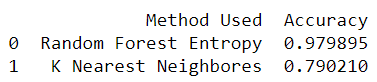 Method Used Accuracy
0 Random Forest Entropy 0.979895
1 K Nearest Neighbores 0.790210